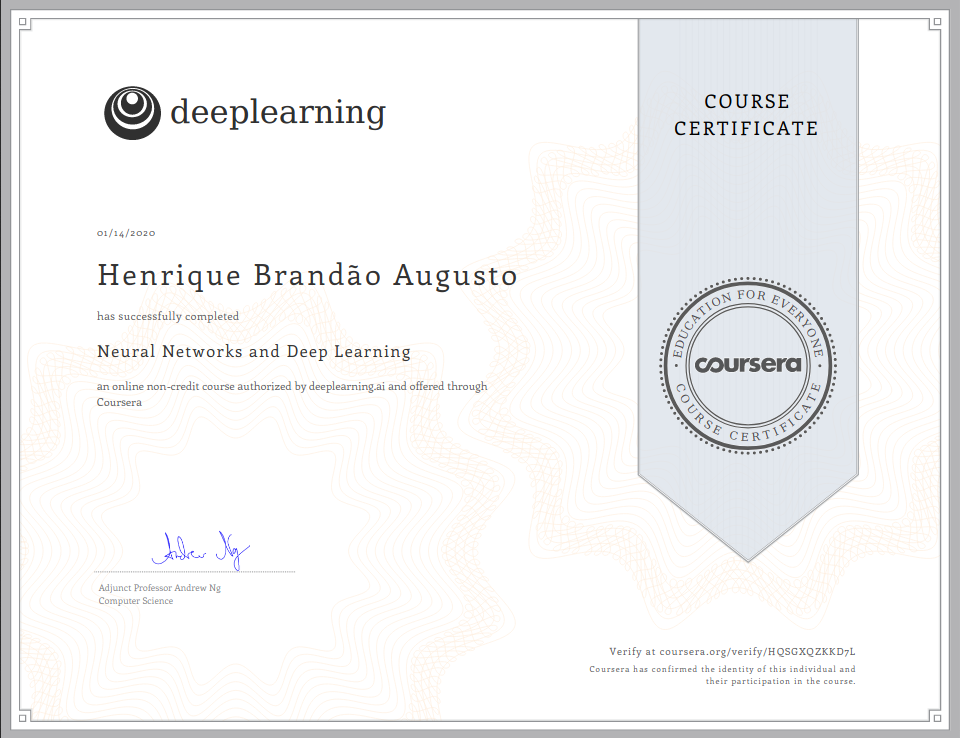 deeplearning
COURSE
CERTIFICATE
01/14/2020
Henrique Brandão Augusto
has successfully completed
Neural Networks and Deep Learning
an online non-credit course authorized by deeplearning.ai and offered through
Coursera
EDUCATION FOR EVERYONE
coursera
COURSE CERTIFICATE
Andrew Ng
Adjunct Professor Andrew Ng
Computer Science
Verify at coursera.org/verify/HQSGXQZKKD7L
Coursera has confirmed the identity of this individual and
their participation in the course.